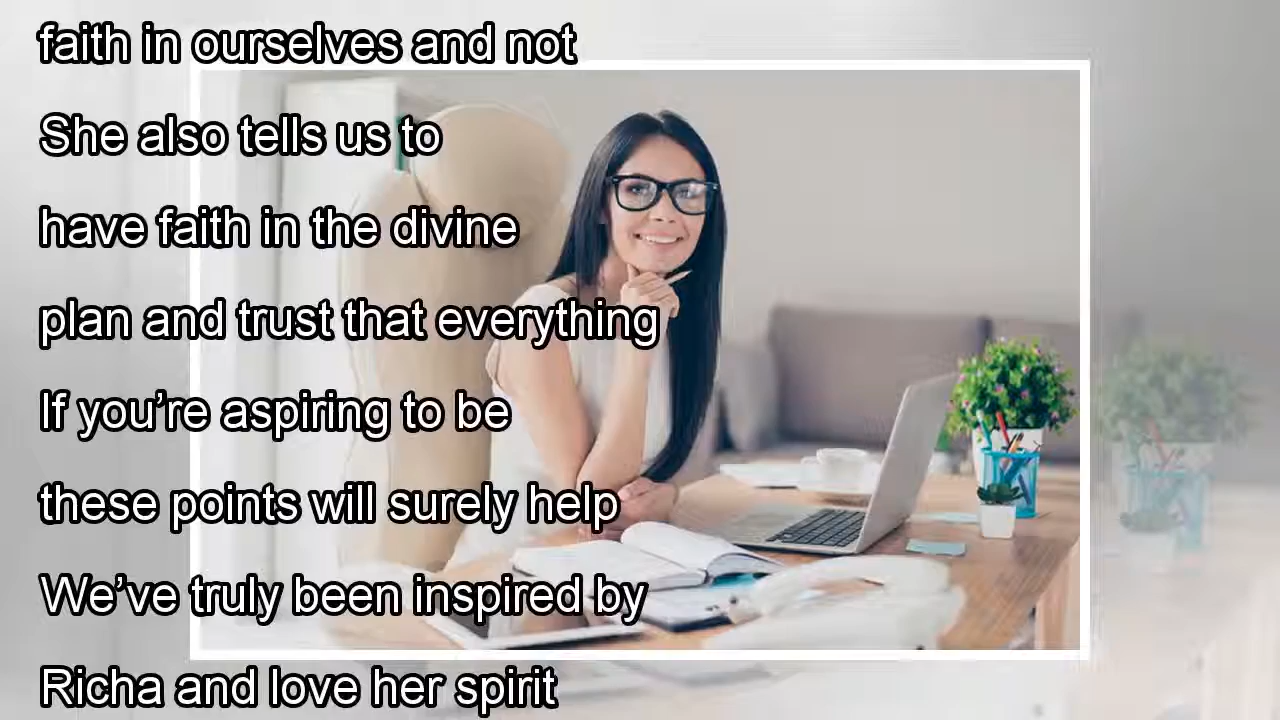 faith in ourselves and not
She also tells us to
have faith in the divine
plan and trust that everything
If you’re aspiring to be
these points will surely help
We’ve truly been inspired by
Richa and love her spirit